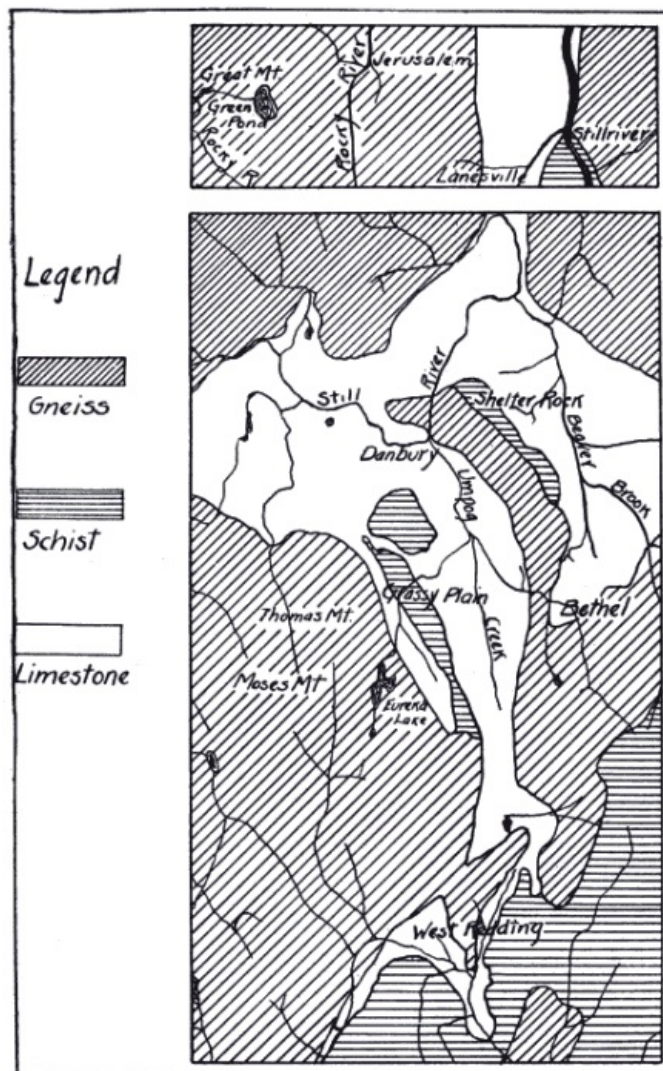 Great Mt.
Green
Pond
Rocky R
River
Rocky
Jerusalem
Stillriver
Lanesville
Legend
Gneiss
Schist
Limestone
Still
River
Shelter Rock
Beaver
Brook
Danbury
Umpog
Creek
Grassy Plain
Bethel
Thomas Mt.
Moses Mt
Eureka
Lake
West Redding